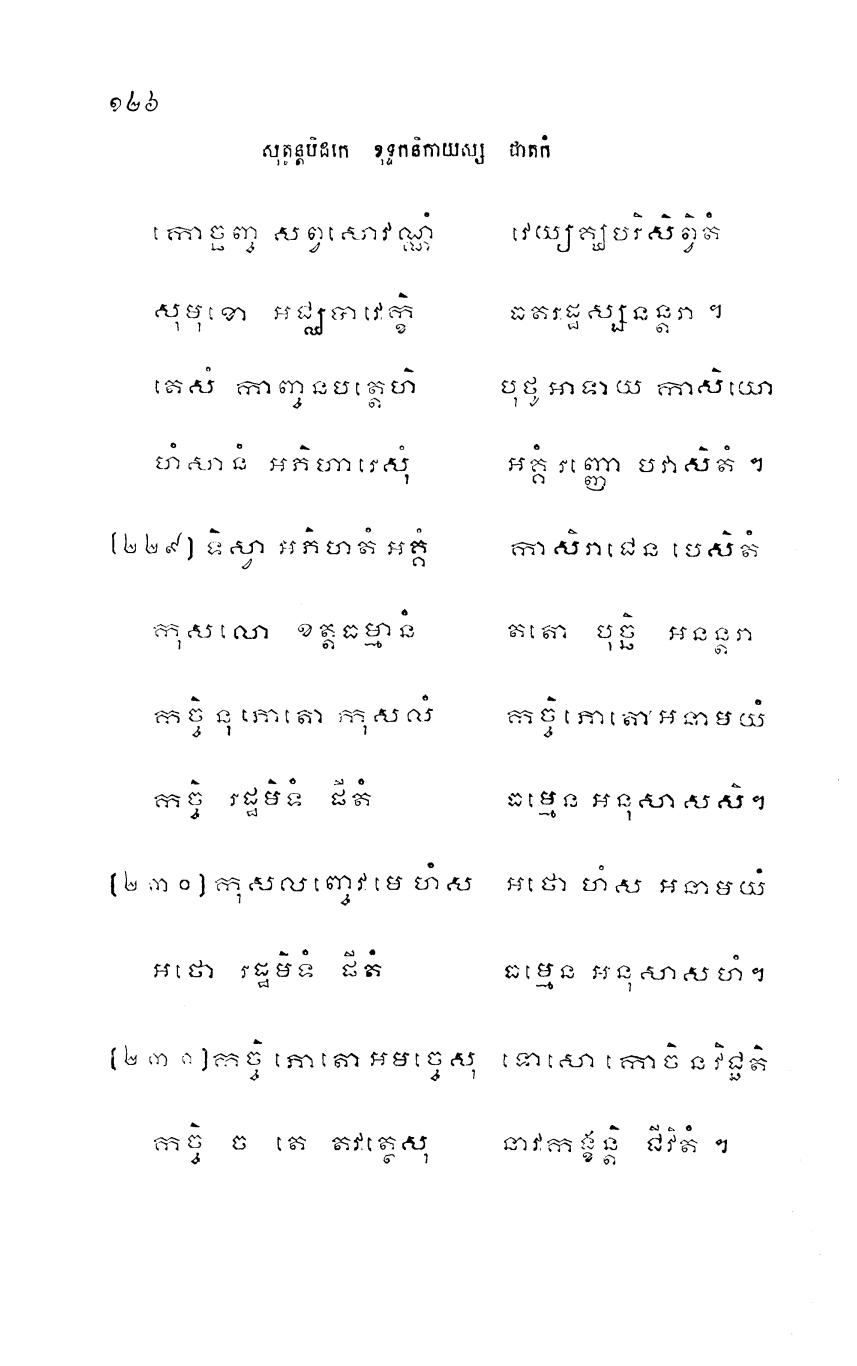 ១២៦
សុត្តន្តបិដកេ ខុទ្ទកនិកាយស្ស ជាតកំ
កោច្ឆញ្ច សព្វសោវណ្ណំ វេយ្យគ្ឃបរិសិព្វិតំ
សុមុខោ អជ្ឈបាវេក្ខិ ធតរដ្ឋស្សនន្តរា ។
តេសំ កាញ្ចនបត្តេហិ បុថូ អាទាយ កាសិយោ
ហំសានំ អភិហារេសុំ អគ្គំ រញ្ញោ បវាសិតំ ។
(២២៩) ទិស្វា អភិហតំ អគ្គំ កាសិរាជេន បេសិតំ
កុសលោ ខត្តធម្មានំ តតោ បុច្ឆិ អនន្តរា
កច្ចិ នុ ភោតោ កុសលំ កច្ចិ ភោតោ អនាមយំ
កច្ចិ រដ្ឋមិទំ ផីតំ ធម្មេន អនុសាសសិ។
(២៣០) កុសលញ្ចេវ មេ ហំស អថោ ហំស អនាមយំ
អថោ រដ្ឋមិទំ ផីតំ ធម្មេន អនុសាសហំ។
(២៣១) កច្ចិ ភោតោ អមច្ចេសុ ទោសោ កោចិ ន វិជ្ជតិ
កច្ចិ ច តេ តវត្ថេសុ នាវកង្ខន្តិ ជីវិតំ ។